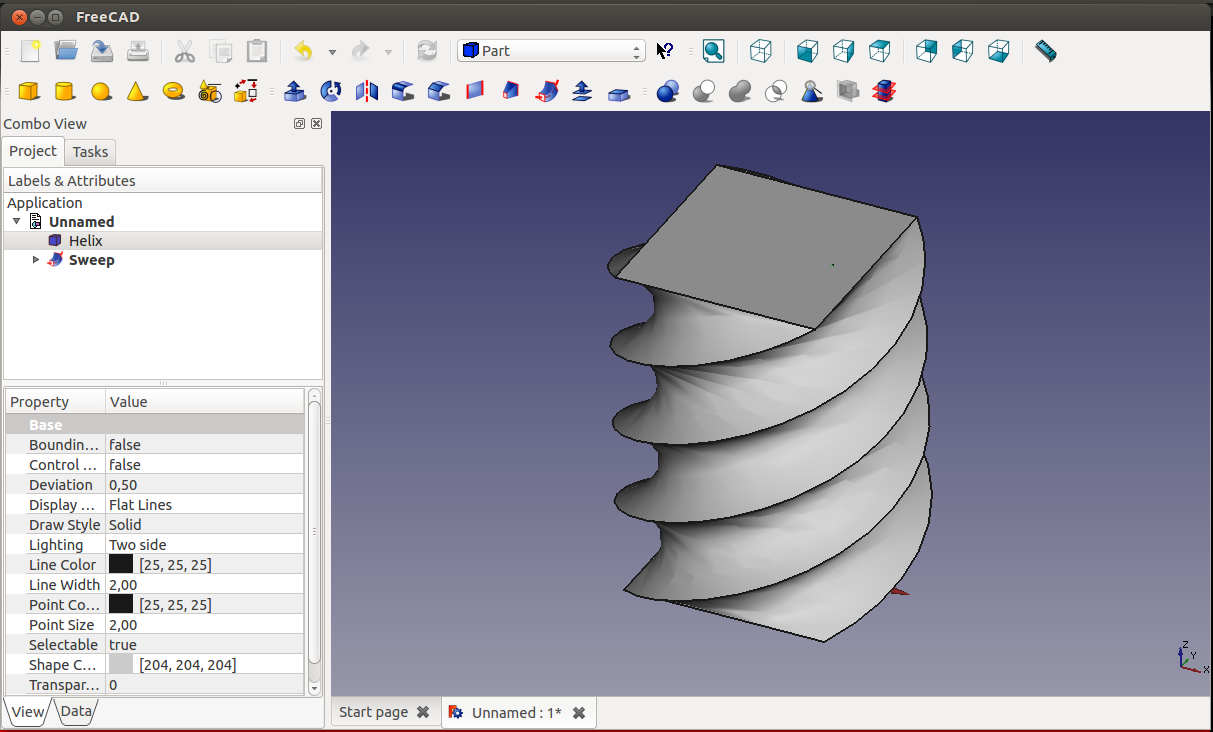 FreeCAD
Part
Combo View
Project Tasks
Labels & Attributes
Application
Unnamed
Helix
Sweep
Property Value
Base
Boundin... false
Control ... false
Deviation 0,50
Display ... Flat Lines
Draw Style Solid
Lighting Two side
Line Color [25, 25, 25]
Line Width 2,00
Point Co... [25, 25, 25]
Point Size 2,00
Selectable true
Shape C... [204, 204, 204]
Transpar... 0
View Data
Z
Y
X
Start page Unnamed : 1*